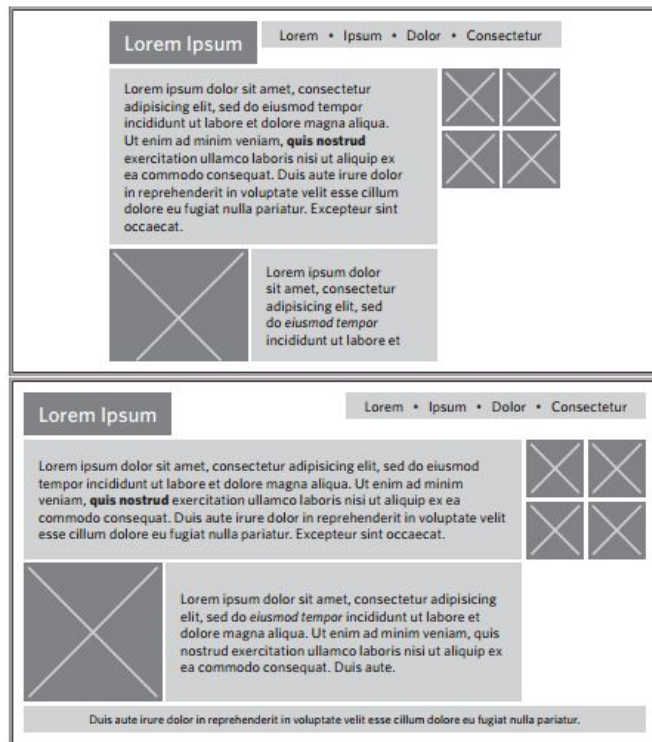 Lorem Ipsum
Lorem • Ipsum • Dolor • Consectetur
Lorem ipsum dolor sit amet, consectetur
adipisicing elit, sed do eiusmod tempor
incididunt ut labore et dolore magna aliqua.
Ut enim ad minim veniam, quis nostrud
exercitation ullamco laboris nisi ut aliquip ex
ea commodo consequat. Duis aute irure dolor
in reprehenderit in voluptate velit esse cillum
dolore eu fugiat nulla pariatur. Excepteur sint
occaecat.
Lorem ipsum dolor
sit amet, consectetur
adipisicing elit, sed
do eiusmod tempor
incididunt ut labore et
Lorem Ipsum
Lorem • Ipsum • Dolor • Consectetur
Lorem ipsum dolor sit amet, consectetur adipisicing elit, sed do eiusmod
tempor incididunt ut labore et dolore magna aliqua. Ut enim ad minim
veniam, quis nostrud exercitation ullamco laboris nisi ut aliquip ex ea
commodo consequat. Duis aute irure dolor in reprehenderit in voluptate velit
esse cillum dolore eu fugiat nulla pariatur. Excepteur sint occaecat.
Lorem ipsum dolor sit amet, consectetur adipisicing
elit, sed do eiusmod tempor incididunt ut labore et
dolore magna aliqua. Ut enim ad minim veniam, quis
nostrud exercitation ullamco laboris nisi ut aliquip ex
ea commodo consequat. Duis aute.
Duis aute irure dolor in reprehenderit in voluptate velit esse cillum dolore eu fugiat nulla pariatur.